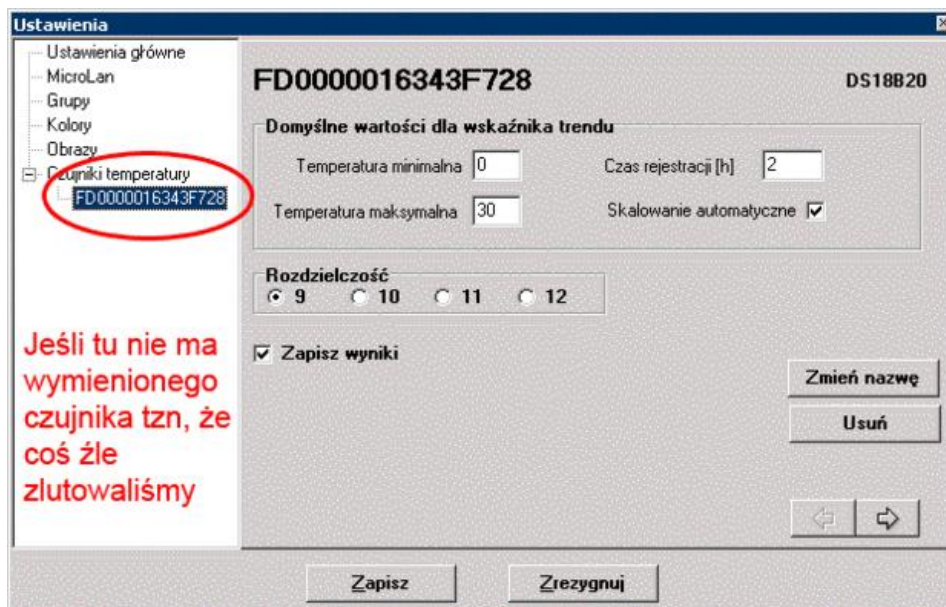 Ustawienia
Ustawienia główne
MicroLan
Grupy
Kolory
Obrazy
Czujniki temperatury
FD0000016343F728
Jeśli tu nie ma
wymienionego
czujnika tzn, że
coś źle
zlutowaliśmy
FD0000016343F728 DS18B20
Domyślne wartości dla wskaźnika trendu
Temperatura minimalna 0 Czas rejestracji [h] 2
Temperatura maksymalna 30 Skalowanie automatyczne
Rozdzielczość
9 10 11 12
Zapisz wyniki
Zmień nazwę
Usuń
Zapisz Zrezygnuj